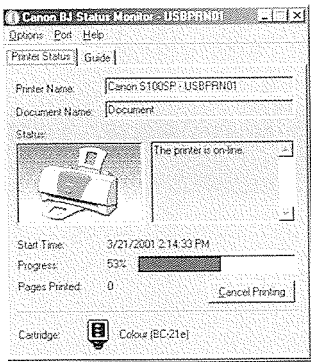 Canon BJ Status Monitor - USBPRN01
Options Port Help
Printer Status Guide
Printer Name: Canon S100SP - USBPRN01
Document Name: Document
Status:
The printer is on-line.
Start Time: 3/21/2001 2:14:33 PM
Progress: 53%
Pages Printed: 0
Cancel Printing
Cartridge: Colour (BC-21e)